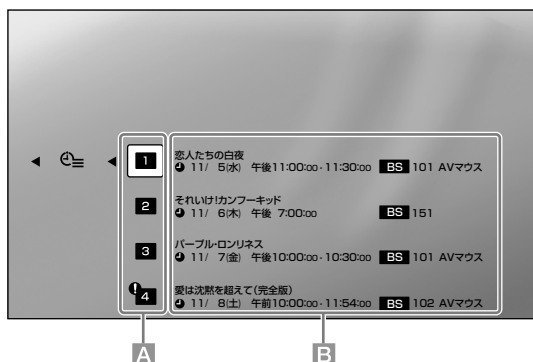 1 恋人たちの白夜
11/ 5(水) 午後11:00:00-11:30:00 BS 101 AVマウス
2 それいけ!カンフーキッド
11/ 6(木) 午後 7:00:00 BS 151
3 パープル・ロンリネス
11/ 7(金) 午後10:00:00-10:30:00 BS 101 AVマウス
! 4 愛は沈黙を超えて(完全版)
11/ 8(土) 午前10:00:00-11:54:00 BS 102 AVマウス
A B